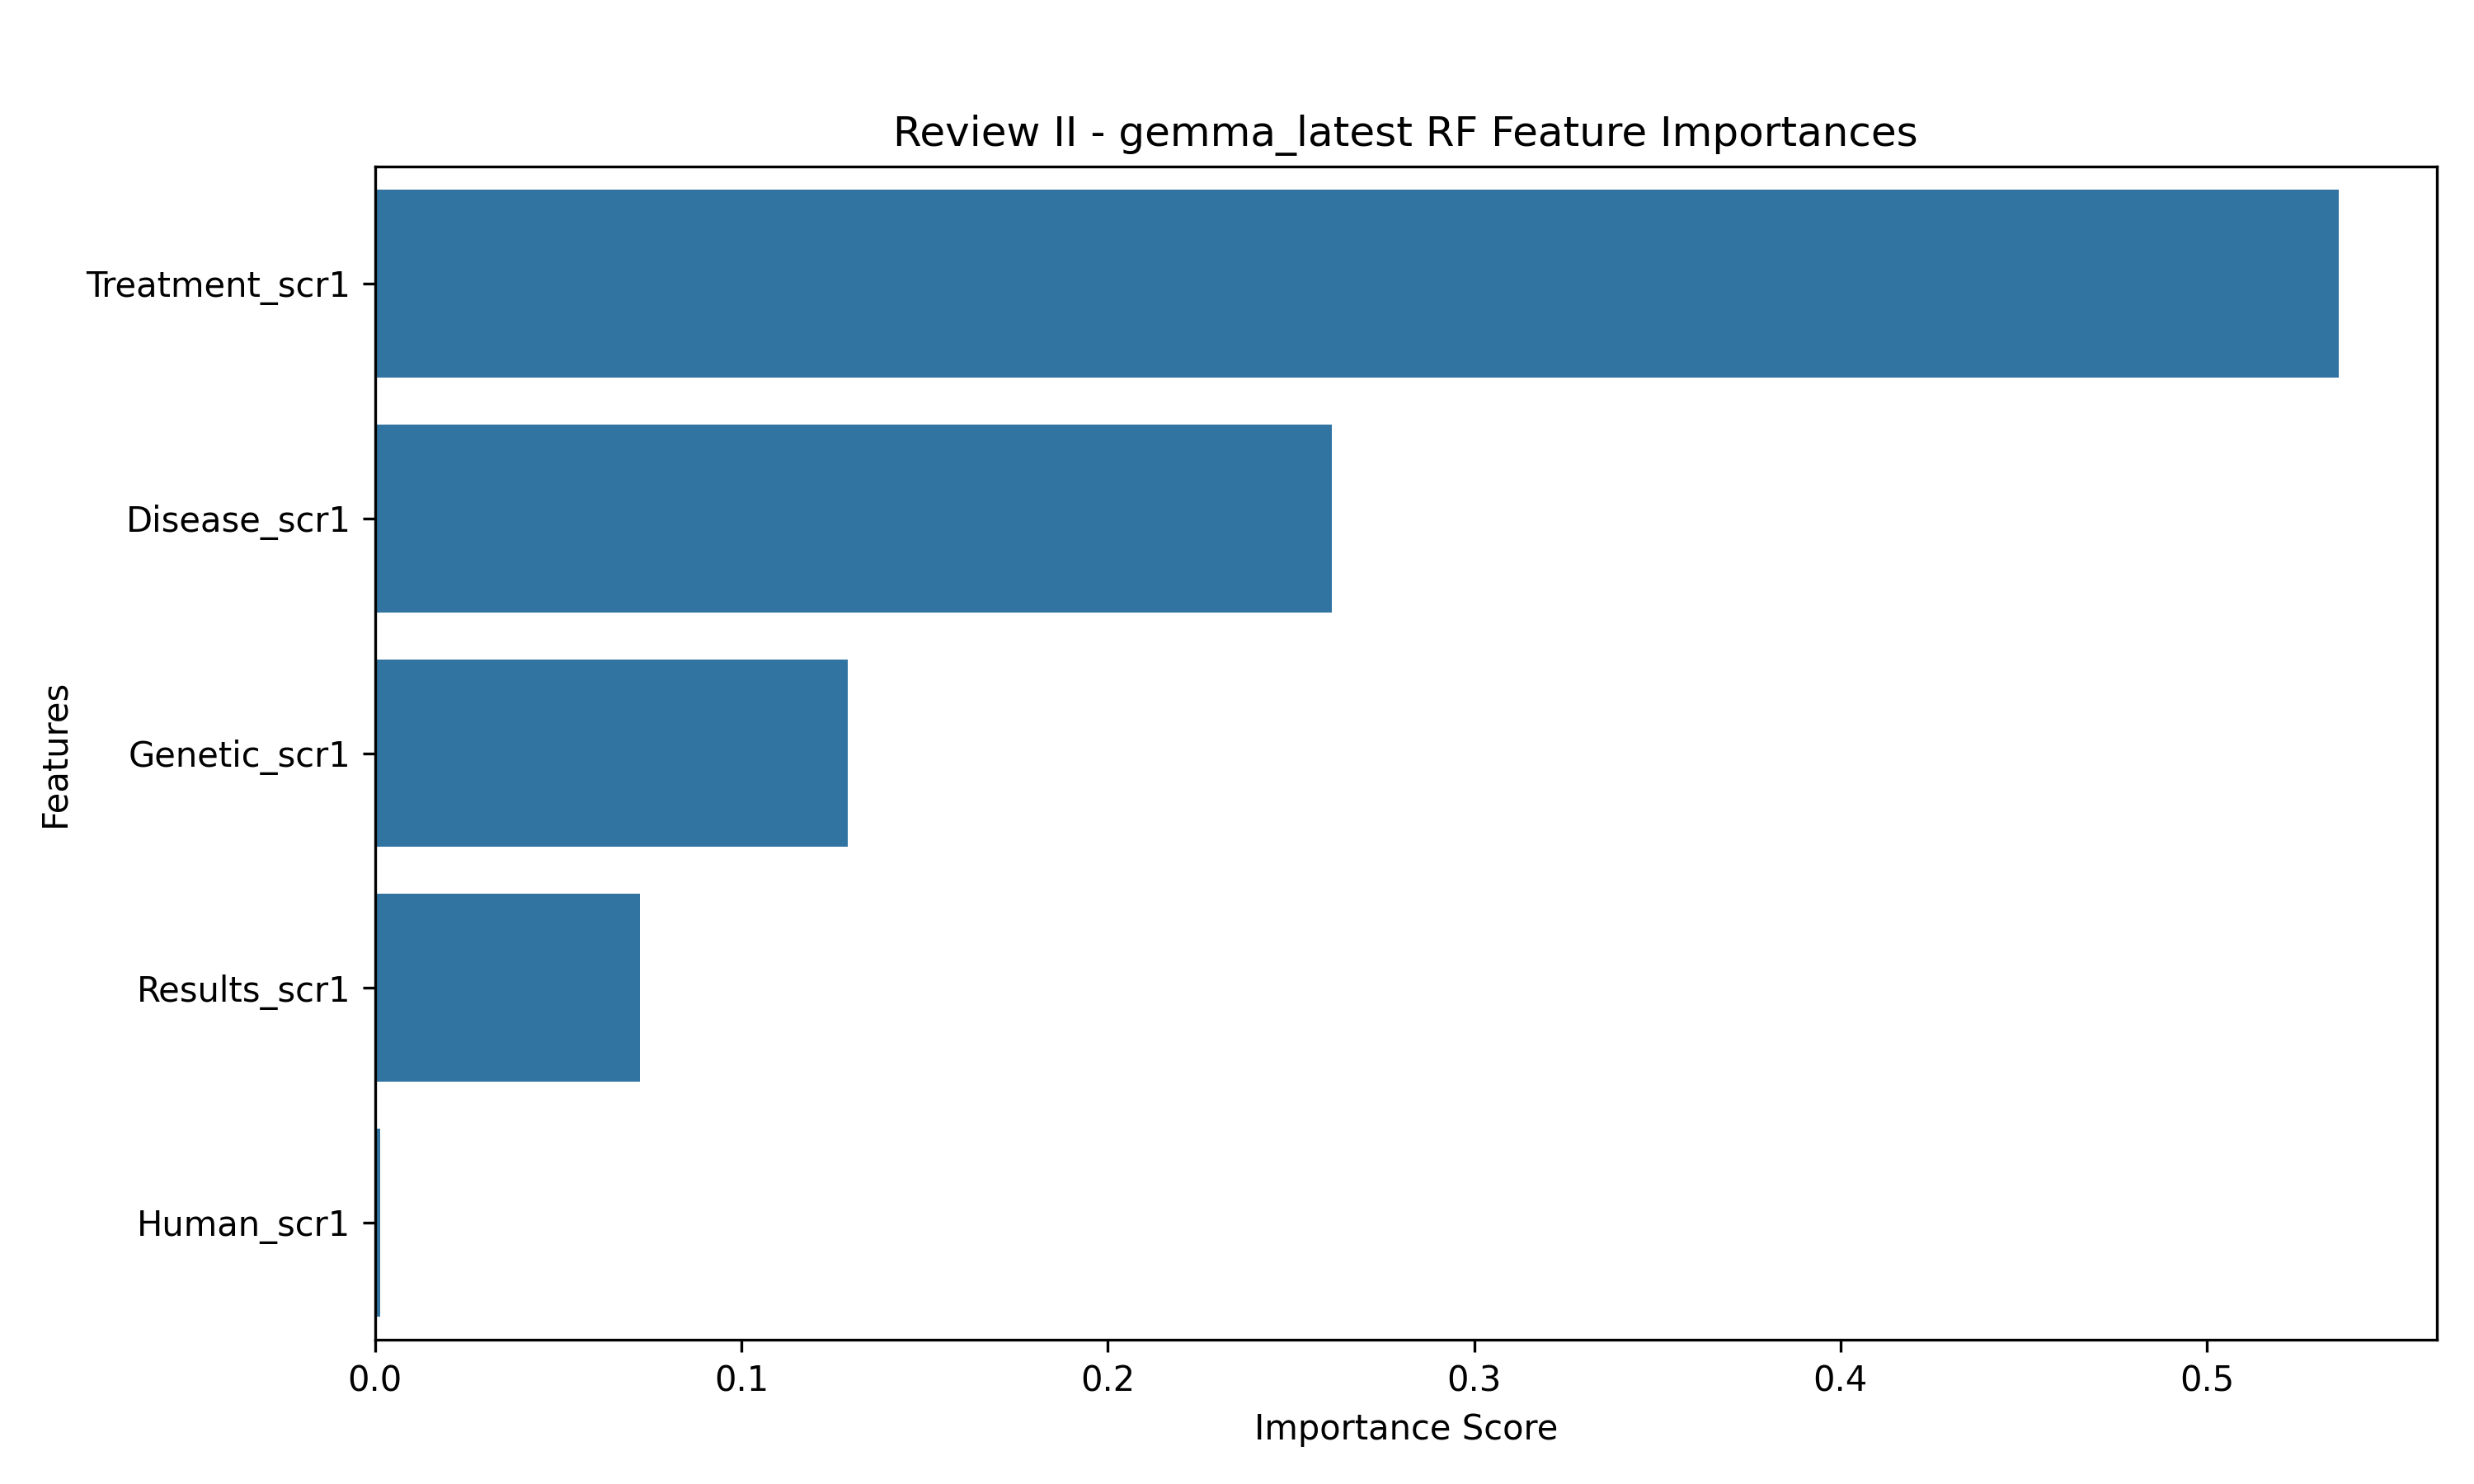 Review II - gemma_latest RF Feature Importances
Treatment_scr1
Disease_scr1
Genetic_scr1
Results_scr1
Human_scr1
Features
0.0 0.1 0.2 0.3 0.4 0.5
Importance Score